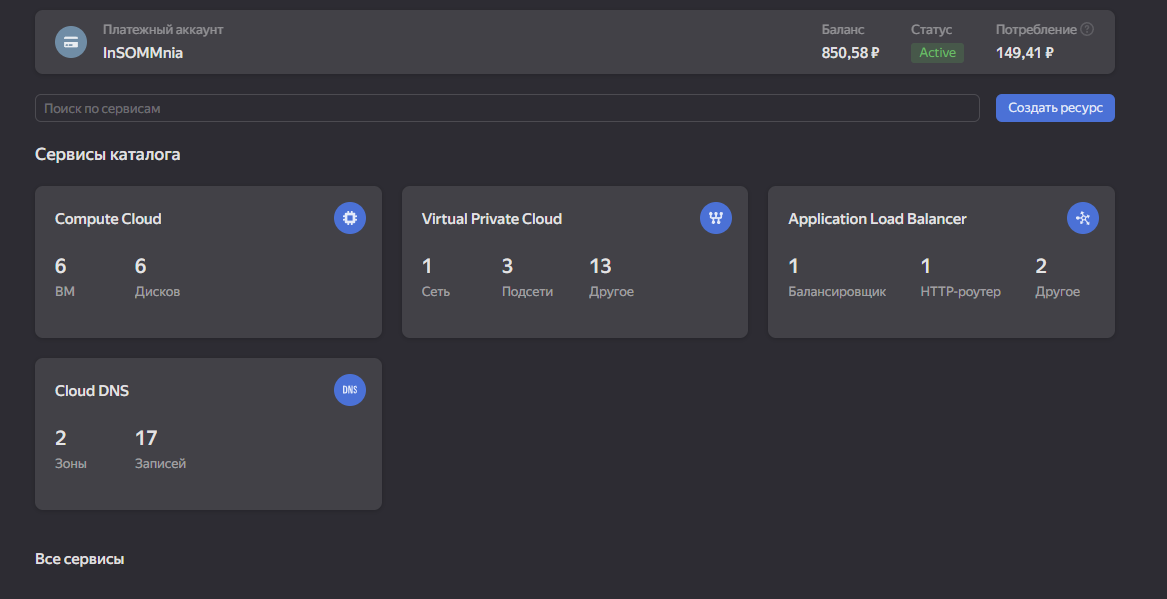 Платежный аккаунт
InSOMMnia
Баланс
850,58 ₽
Статус
Active
Потребление
149,41 ₽
Поиск по сервисам
Создать ресурс
Сервисы каталога
Compute Cloud
6
ВМ
6
Дисков
Virtual Private Cloud
1
Сеть
3
Подсети
13
Другое
Application Load Balancer
1
Балансировщик
1
HTTP-роутер
2
Другое
Cloud DNS
DNS
2
Зоны
17
Записей
Все сервисы